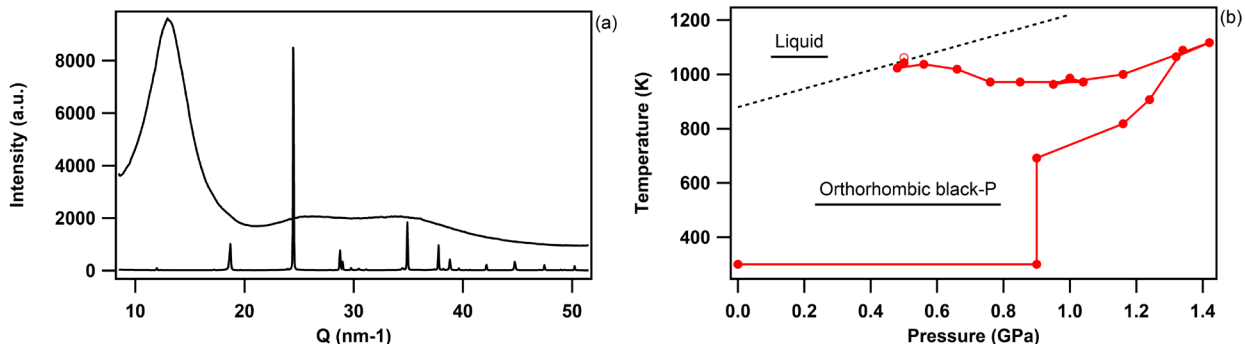 (a)
Intensity (a.u.)
8000
6000
4000
2000
0
10 20 30 40 50
Q (nm-1)
(b)
Temperature (K)
1200
1000
800
600
400
Liquid
Orthorhombic black-P
0.0 0.2 0.4 0.6 0.8 1.0 1.2 1.4
Pressure (GPa)